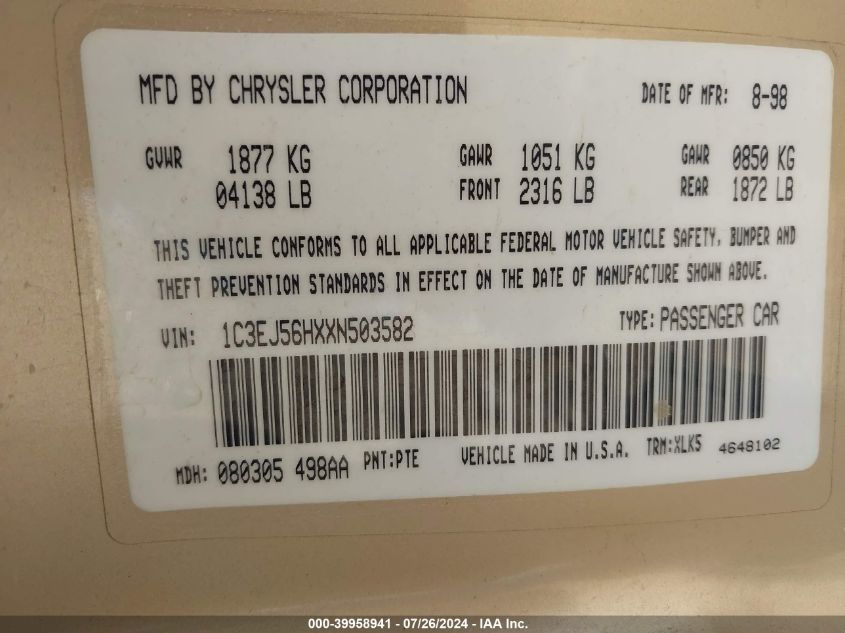 MFD BY CHRYSLER CORPORATION DATE OF MFR: 8-98
GVWR 1877 KG GAWR 1051 KG GAWR 0850 KG
04138 LB FRONT 2316 LB REAR 1872 LB
THIS VEHICLE CONFORMS TO ALL APPLICABLE FEDERAL MOTOR VEHICLE SAFETY, BUMPER AND
THEFT PREVENTION STANDARDS IN EFFECT ON THE DATE OF MANUFACTURE SHOWN ABOVE.
VIN: 1C3EJ56HXXN503582 TYPE: PASSENGER CAR
MDH: 080305 498AA PNT:PTE VEHICLE MADE IN U.S.A. TRM:XLK5 4648102
000-39958941 / 07/26/2024 - IAA Inc.